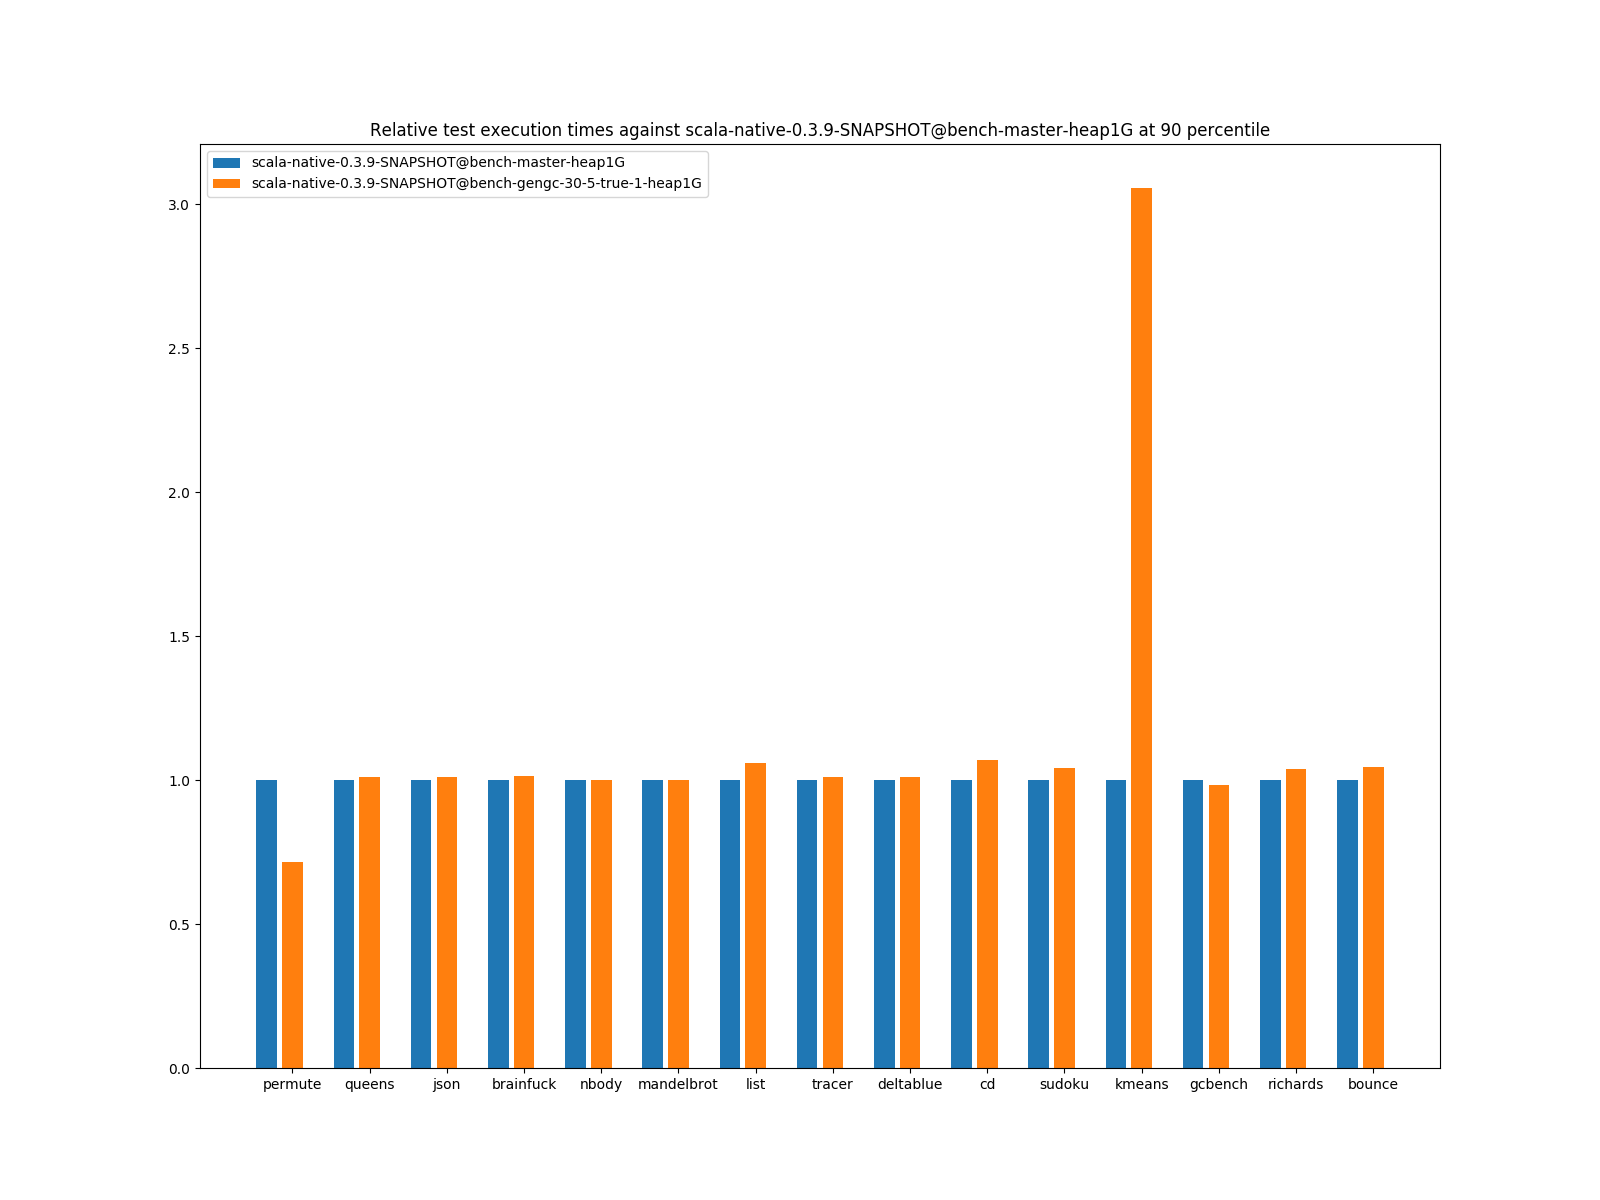 Relative test execution times against scala-native-0.3.9-SNAPSHOT@bench-master-heap1G at 90 percentile
scala-native-0.3.9-SNAPSHOT@bench-master-heap1G
scala-native-0.3.9-SNAPSHOT@bench-gengc-30-5-true-1-heap1G
3.0
2.5
2.0
1.5
1.0
0.5
0.0
permute queens json brainfuck nbody mandelbrot list tracer deltablue cd sudoku kmeans gcbench richards bounce